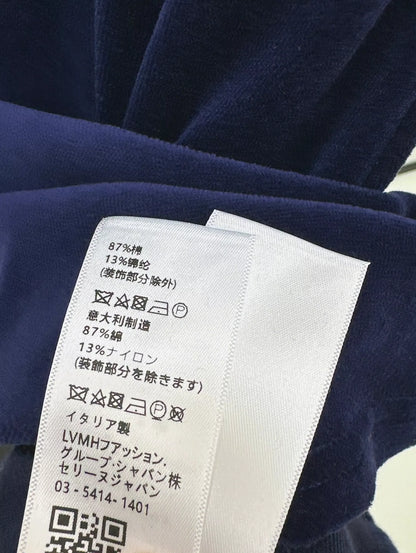 87%棉
13%锦纶
(装饰部分除外)
意大利制造
87%綿
13%ナイロン
(装飾部分を除きます)
イタリア製
LVMHファッション.
グループ.ジャパン株
セリーヌジャパン
03-5414-1401